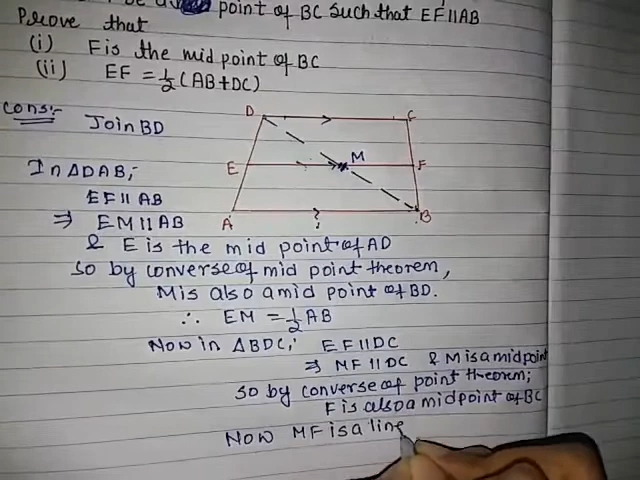 point of BC such that EF||AB
Prove that
(i) F is the mid point of BC
(ii) EF = 1/2 (AB+DC)
Cons:- Join BD
D C
E M F
A B
In ΔDAB,
EF || AB
⇒ EM || AB
& E is the mid point of AD
so by converse of mid point theorem,
M is also a mid point of BD.
∴ EM = 1/2 AB
Now in ΔBDC, EF || DC
⇒ MF || DC & M is a midpoint
so by converse of point theorem;
F is also a midpoint of BC
Now MF is a line